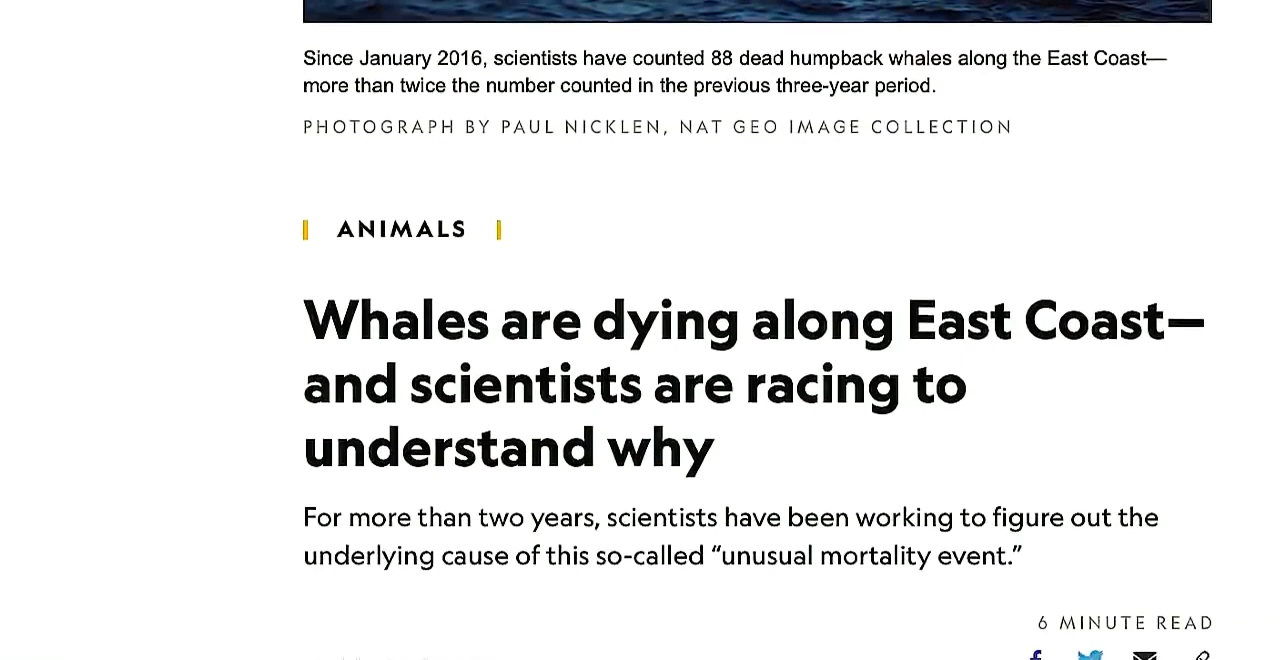 Since January 2016, scientists have counted 88 dead humpback whales along the East Coast—
more than twice the number counted in the previous three-year period.
PHOTOGRAPH BY PAUL NICKLEN, NAT GEO IMAGE COLLECTION
ANIMALS
Whales are dying along East Coast—
and scientists are racing to
understand why
For more than two years, scientists have been working to figure out the
underlying cause of this so-called “unusual mortality event.”
6 MINUTE READ